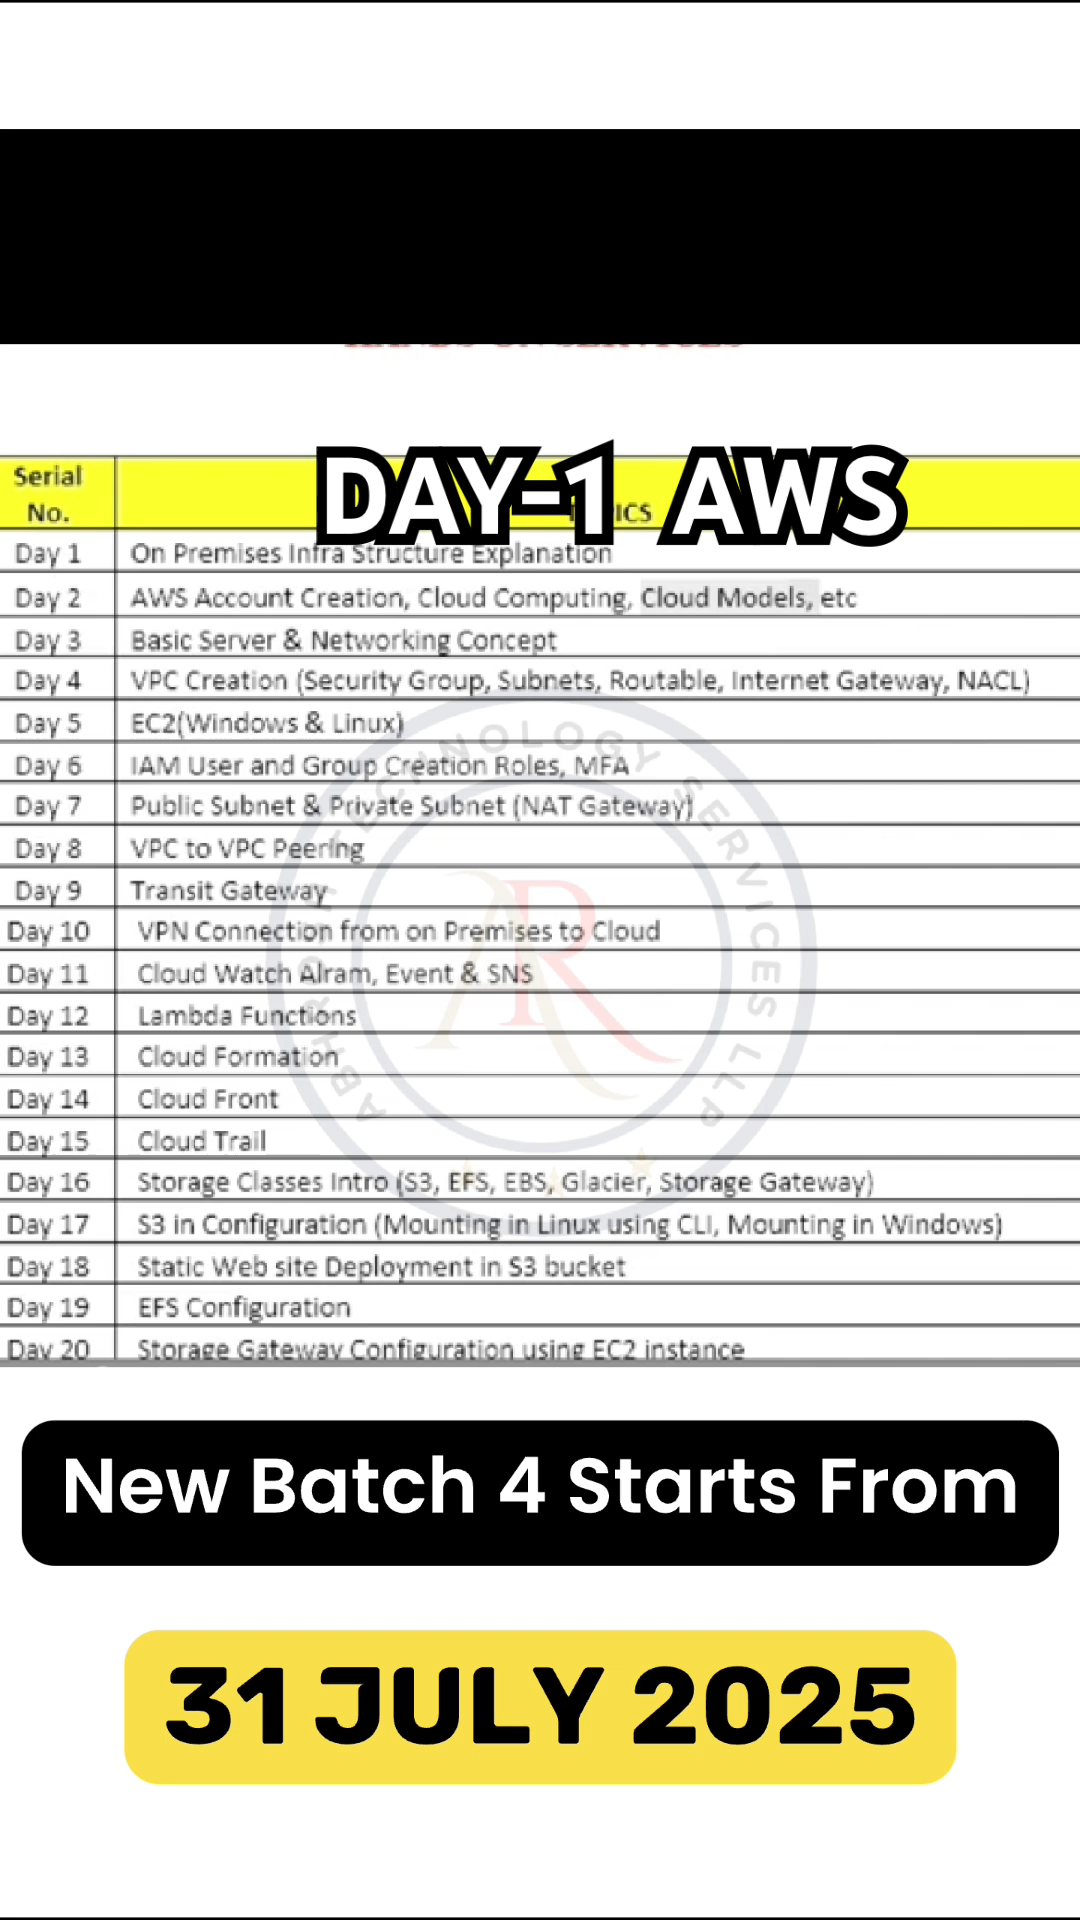 DAY-1 AWS
Serial
No.
Day 1 On Premises Infra Structure Explanation
Day 2 AWS Account Creation, Cloud Computing, Cloud Models, etc
Day 3 Basic Server & Networking Concept
Day 4 VPC Creation (Security Group, Subnets, Routable, Internet Gateway, NACL)
Day 5 EC2(Windows & Linux)
Day 6 IAM User and Group Creation Roles, MFA
Day 7 Public Subnet & Private Subnet (NAT Gateway)
Day 8 VPC to VPC Peering
Day 9 Transit Gateway
Day 10 VPN Connection from on Premises to Cloud
Day 11 Cloud Watch Alram, Event & SNS
Day 12 Lambda Functions
Day 13 Cloud Formation
Day 14 Cloud Front
Day 15 Cloud Trail
Day 16 Storage Classes Intro (S3, EFS, EBS, Glacier, Storage Gateway)
Day 17 S3 in Configuration (Mounting in Linux using CLI, Mounting in Windows)
Day 18 Static Web site Deployment in S3 bucket
Day 19 EFS Configuration
Day 20 Storage Gateway Configuration using EC2 instance
TECHNOLOGY SERVICES LLP
AR
New Batch 4 Starts From
31 JULY 2025